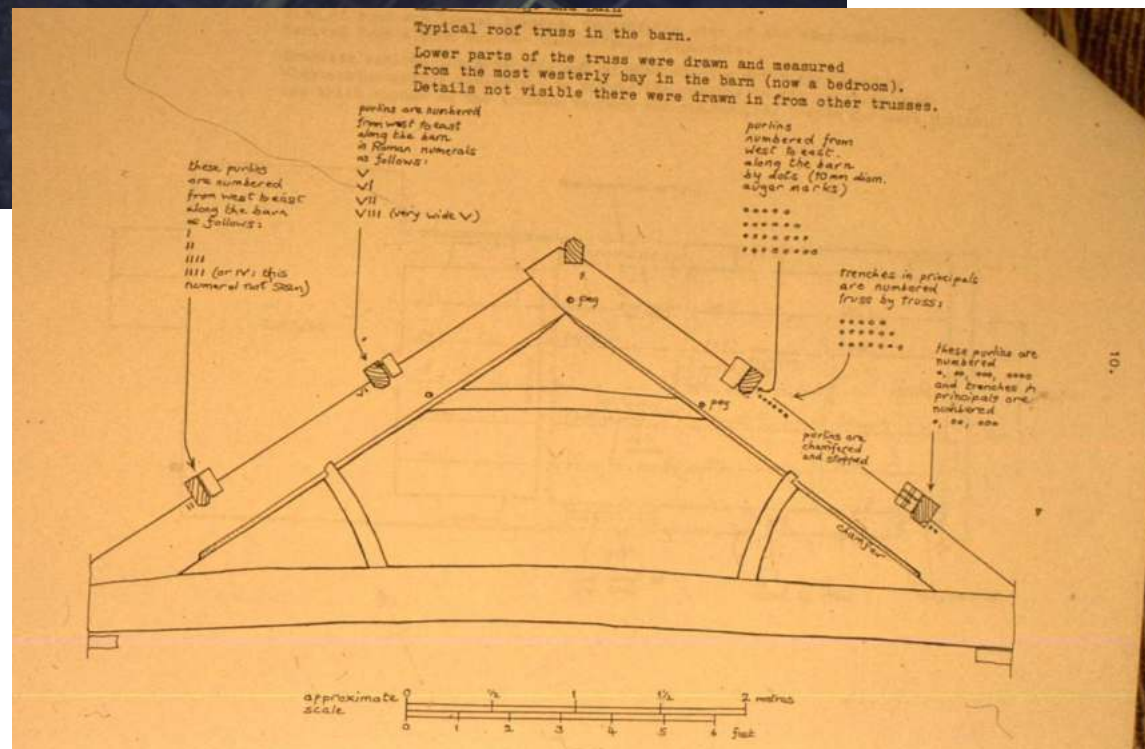 Typical roof truss in the barn.
Lower parts of the truss were drawn and measured
from the most westerly bay in the barn (now a bedroom).
Details not visible there were drawn in from other trusses.
purlins are numbered
from west to east
along the barn
in Roman numerals
as follows:
V
VI
VII
VIII (very wide V)
these purlins
are numbered
from west to east
along the barn
as follows:
I
II
IIII
IIII (or IV; this
numeral not seen)
purlins
numbered from
west to east.
along the barn
by dots (10mm diam.
auger marks)
trenches in principals
are numbered
truss by truss:
these purlins are
numbered
•, ••, •••, ••••
and trenches in
principals are
numbered
•, ••, •••
10.
peg
peg
VI
II
purlins are
chamfered
and stopped
chamfer
approximate
scale
0 ½ 1 1½ 2 metres
0 1 2 3 4 5 6 feet